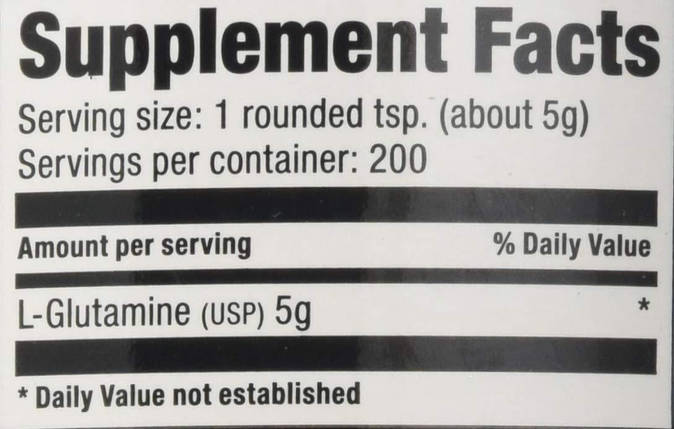 Supplement Facts
Serving size: 1 rounded tsp. (about 5g)
Servings per container: 200
Amount per serving % Daily Value
L-Glutamine (USP) 5g *
* Daily Value not established